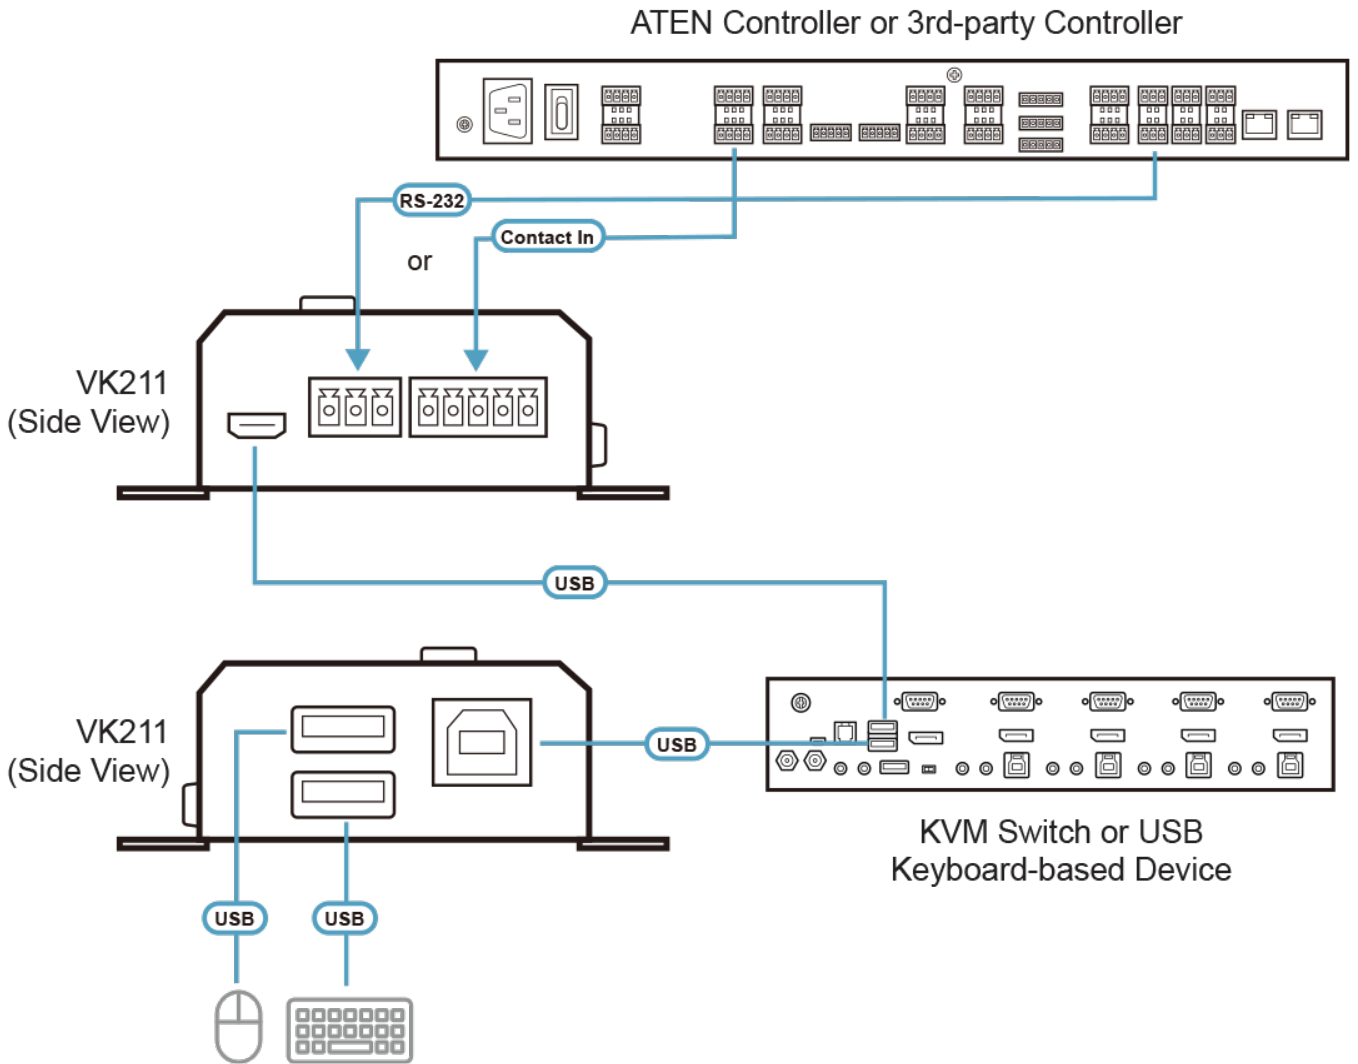 ATEN Controller or 3rd-party Controller
RS-232
Contact In
or
VK211
(Side View)
USB
VK211
(Side View)
USB
KVM Switch or USB
Keyboard-based Device
USB
USB